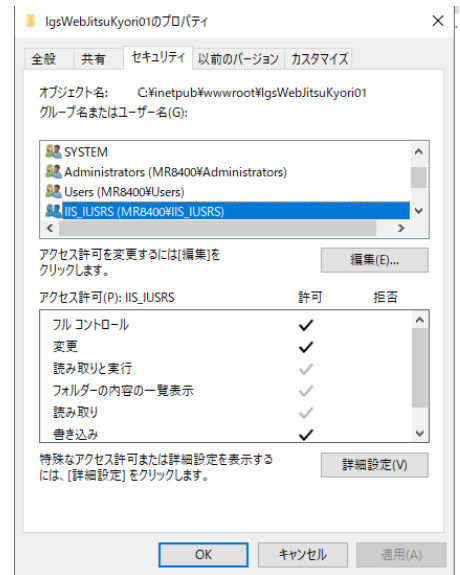 IgsWebJitsuKyori01のプロパティ
全般 共有 セキュリティ 以前のバージョン カスタマイズ
オブジェクト名: C:¥inetpub¥wwwroot¥IgsWebJitsuKyori01
グループ名またはユーザー名(G):
SYSTEM
Administrators (MR8400¥Administrators)
Users (MR8400¥Users)
IIS_IUSRS (MR8400¥IIS_IUSRS)
アクセス許可を変更するには[編集]を
クリックします。
編集(E)...
アクセス許可(P): IIS_IUSRS 許可 拒否
フル コントロール
変更
読み取りと実行
フォルダーの内容の一覧表示
読み取り
書き込み
特殊なアクセス許可または詳細設定を表示する
には、[詳細設定] をクリックします。
詳細設定(V)
OK キャンセル 適用(A)